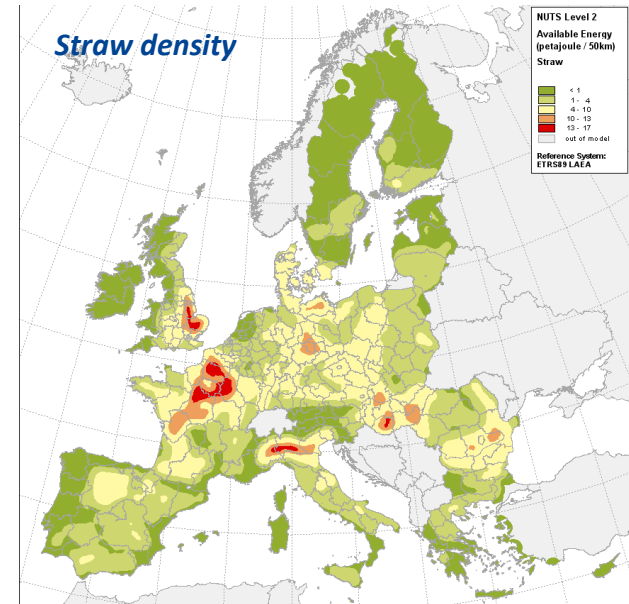 Straw density
NUTS Level 2
Available Energy
(petajoule / 50km)
Straw
< 1
1 - 4
4 - 10
10 - 13
13 - 17
out of model
Reference System:
ETRS89 LAEA